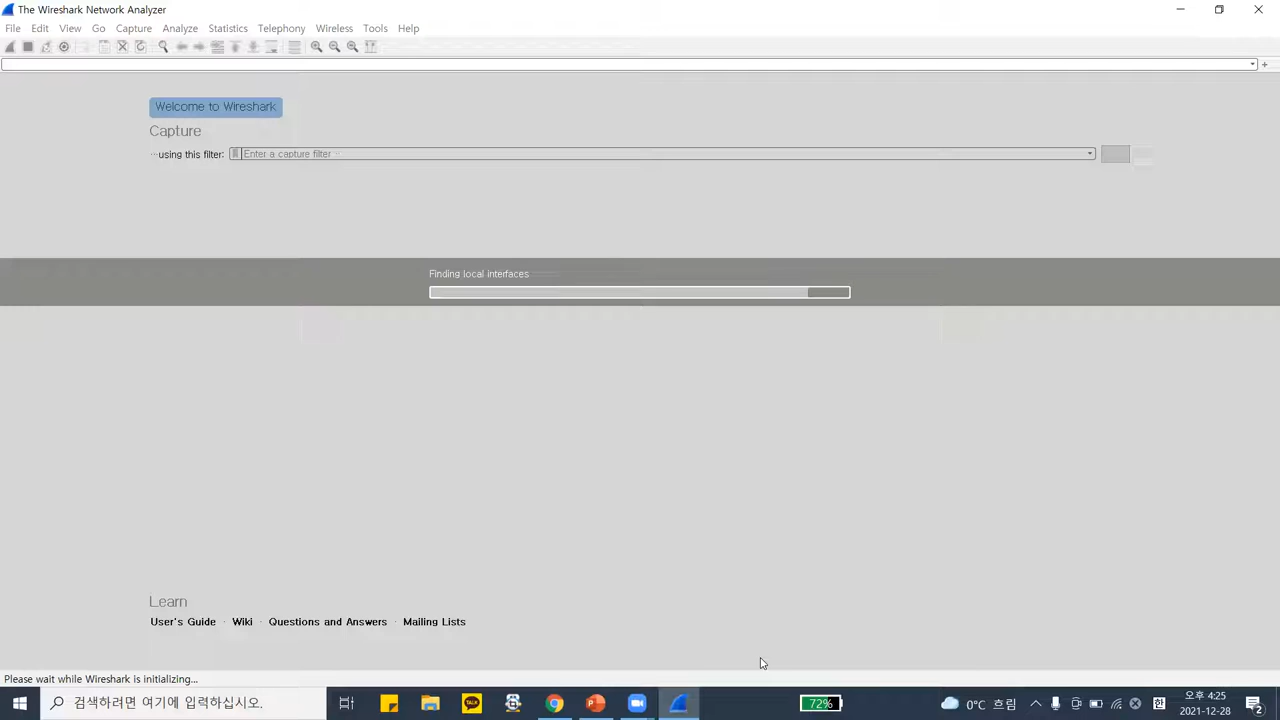 The Wireshark Network Analyzer
File Edit View Go Capture Analyze Statistics Telephony Wireless Tools Help
Welcome to Wireshark
Capture
···using this filter: Enter a capture filter ···
Finding local interfaces
Learn
User's Guide · Wiki · Questions and Answers · Mailing Lists
Please wait while Wireshark is initializing...
검색하려면 여기에 입력하십시오.
TALK
72%
0°C 흐림
오후 4:25
2021-12-28
2